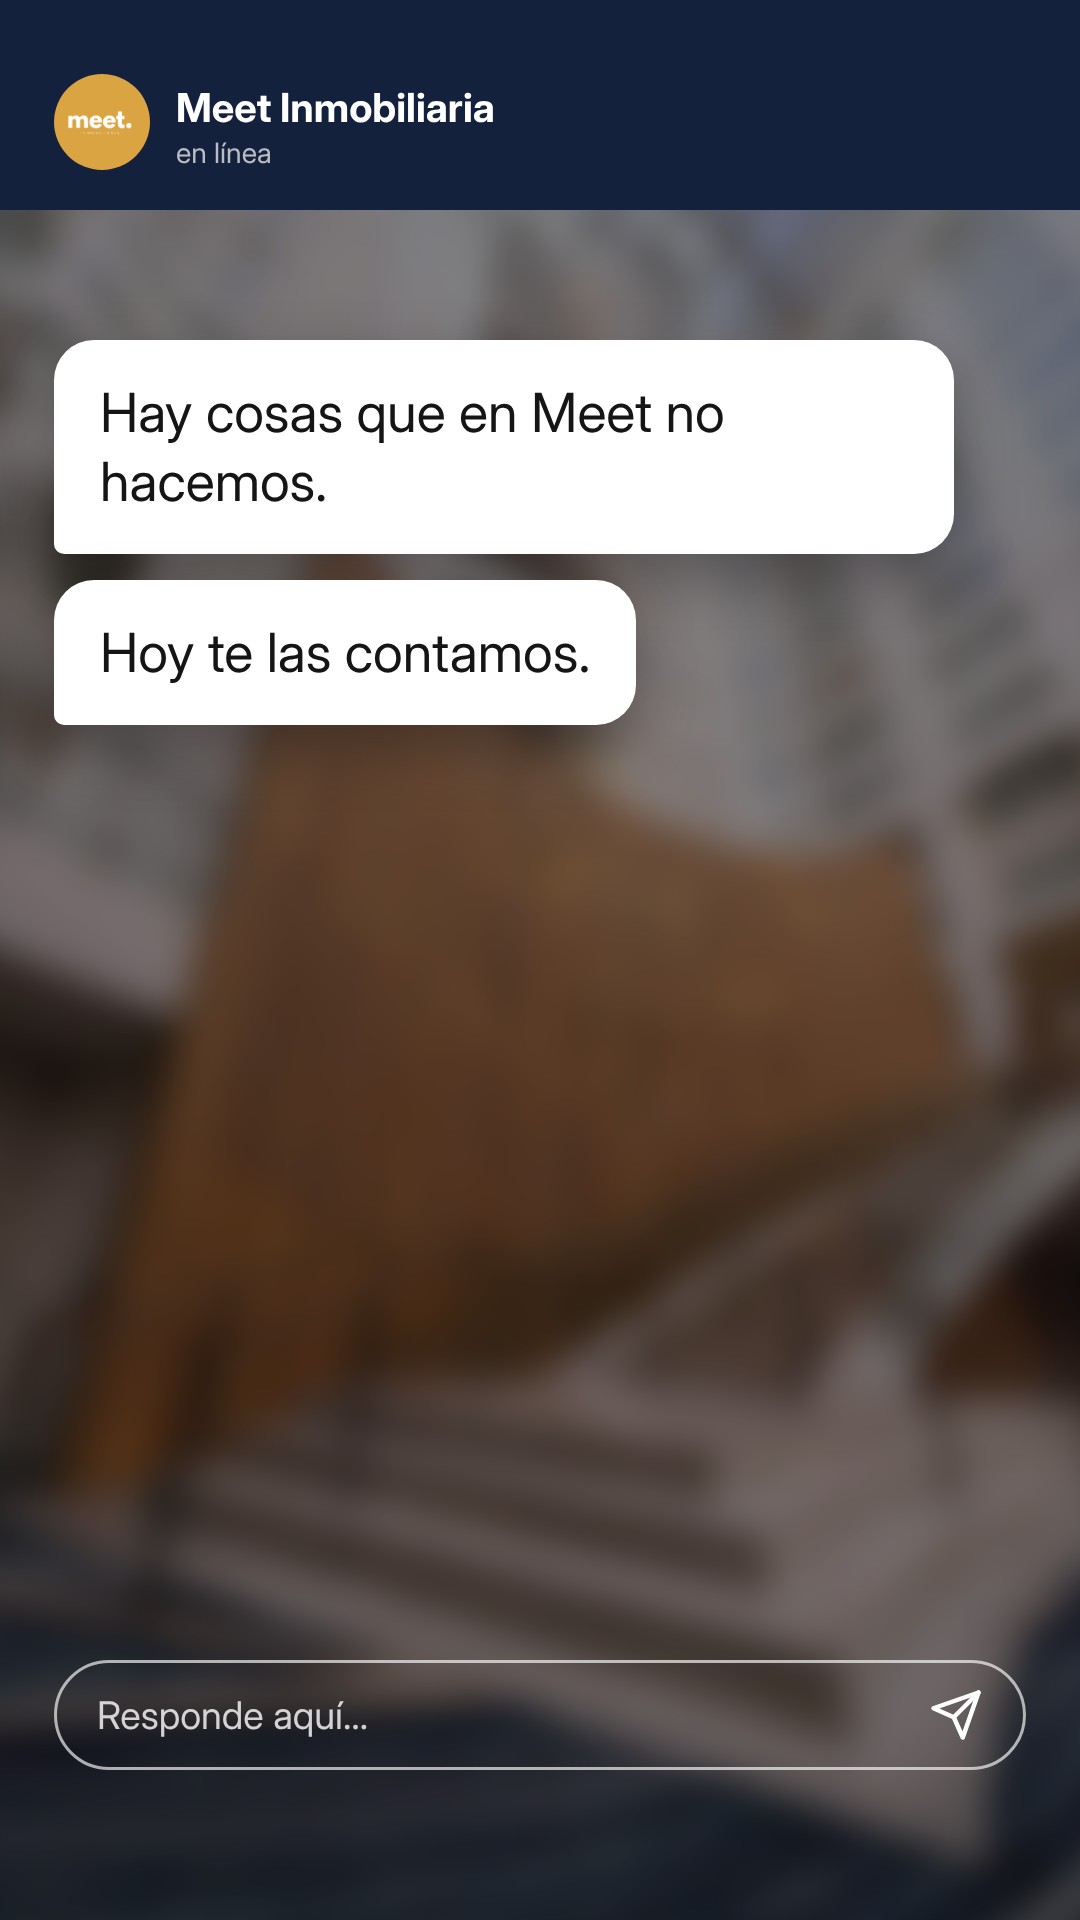 meet.
Meet Inmobiliaria
en línea
Hay cosas que en Meet no
hacemos.
Hoy te las contamos.
Responde aquí...